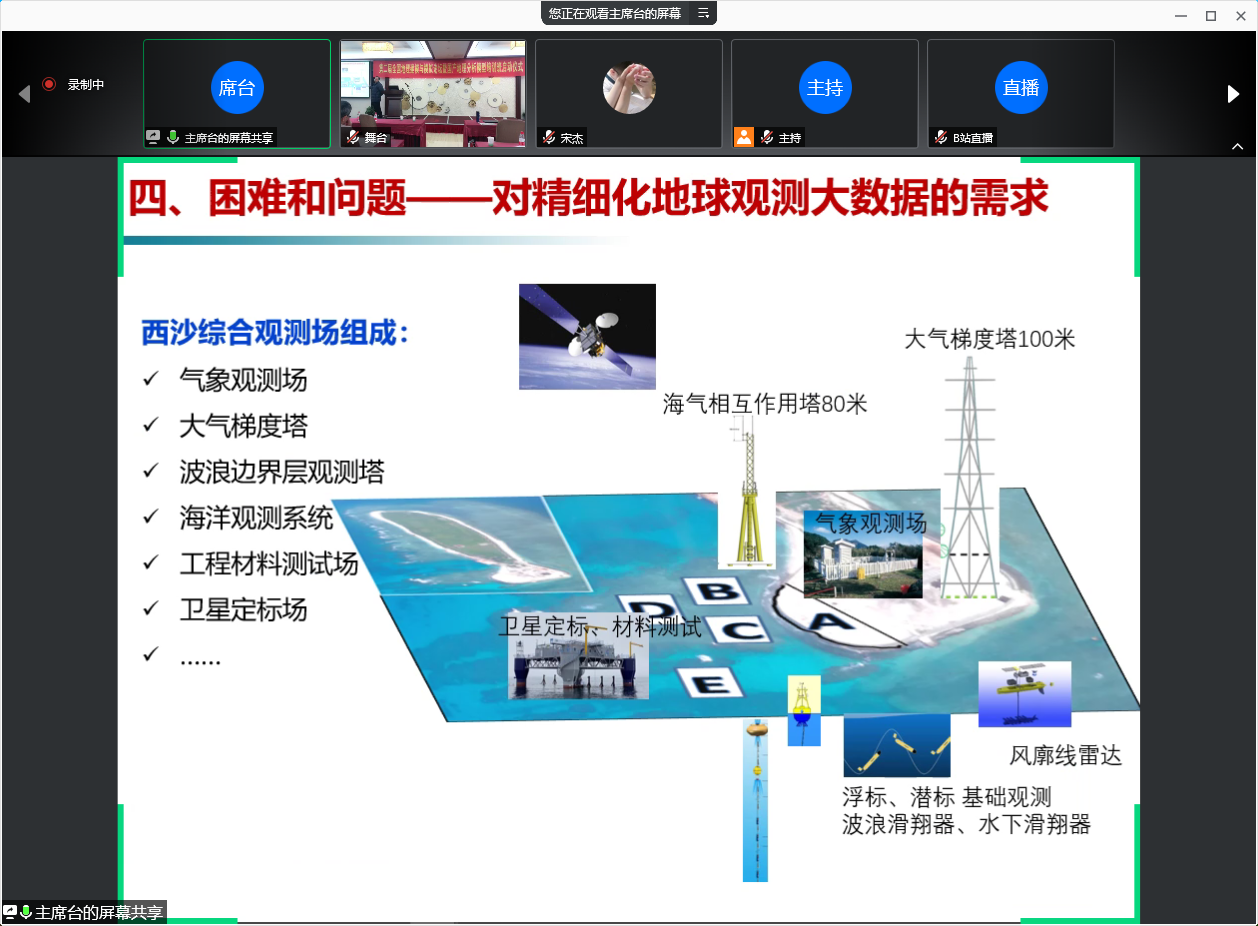 您正在观看主席台的屏幕
录制中
席台
主席台的屏幕共享
舞台
宋杰
主持
主持
直播
B站直播
四、困难和问题——对精细化地球观测大数据的需求
西沙综合观测场组成：
✓ 气象观测场
✓ 大气梯度塔
✓ 波浪边界层观测塔
✓ 海洋观测系统
✓ 工程材料测试场
✓ 卫星定标场
✓ ……
大气梯度塔100米
海气相互作用塔80米
气象观测场
B
D
C
A
E
卫星定标、材料测试
风廓线雷达
浮标、潜标 基础观测
波浪滑翔器、水下滑翔器
主席台的屏幕共享